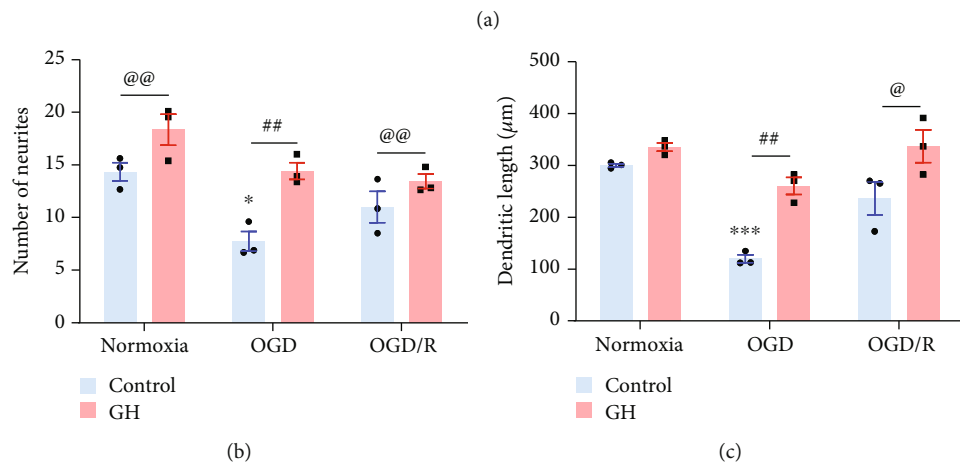 (a)
25
20
15
10
5
0
Number of neurites
@@
##
@@
*
Normoxia
OGD
OGD/R
Control
GH
(b)
500
400
300
200
100
0
Dendritic length (μm)
@
##
***
Normoxia
OGD
OGD/R
Control
GH
(c)